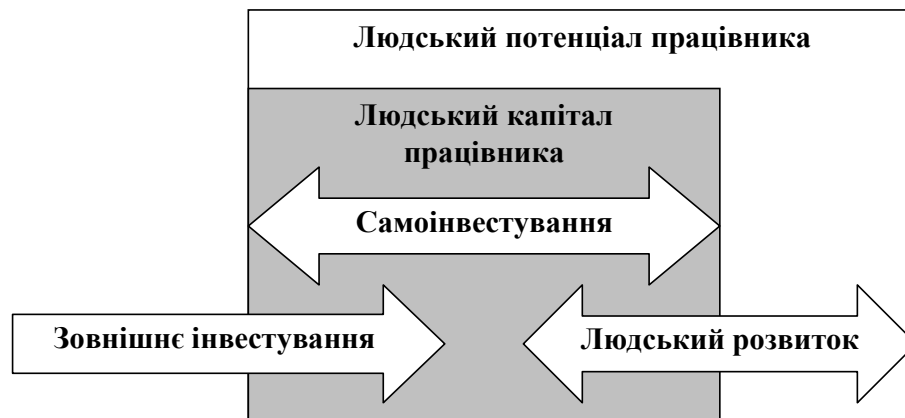 Людський потенціал працівника
Людський капітал
працівника
Самоінвестування
Зовнішнє інвестування
Людський розвиток